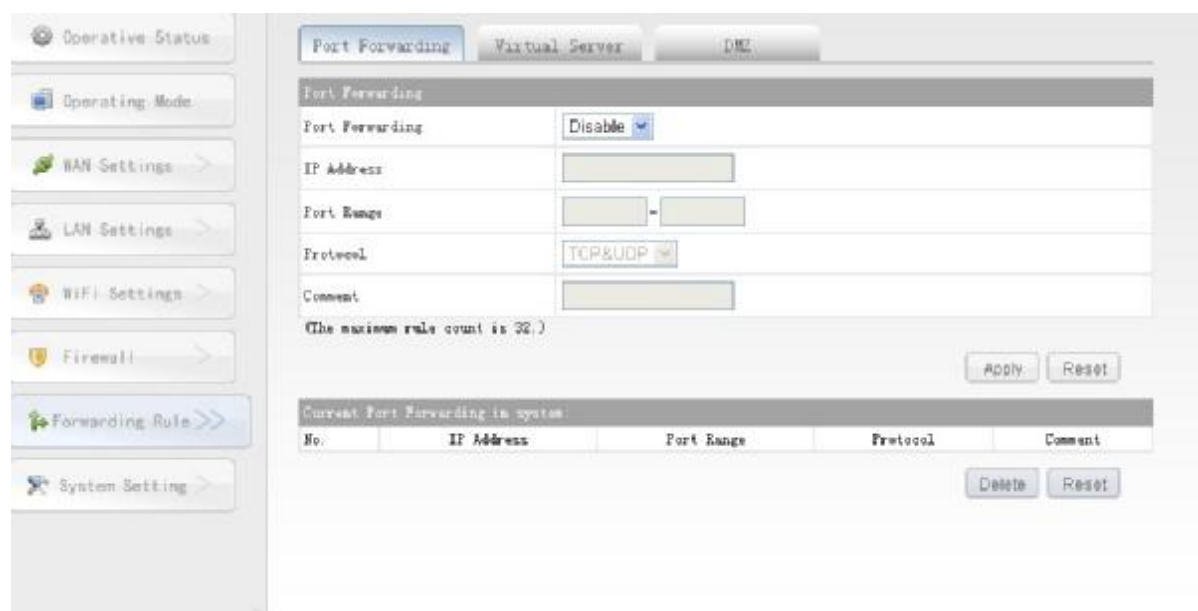 Operative Status
Operating Mode
WAN Settings
LAN Settings
WiFi Settings
Firewall
Forwarding Rule
System Setting
Port Forwarding
Virtual Server
DMZ
Port Forwarding
Port Forwarding
Disable
IP Address
Port Range
-
Protocol
TCP&UDP
Comment
(The maximum rule count is 32.)
Apply
Reset
Current Port Forwarding in system:
No.
IP Address
Port Range
Protocol
Comment
Delete
Reset